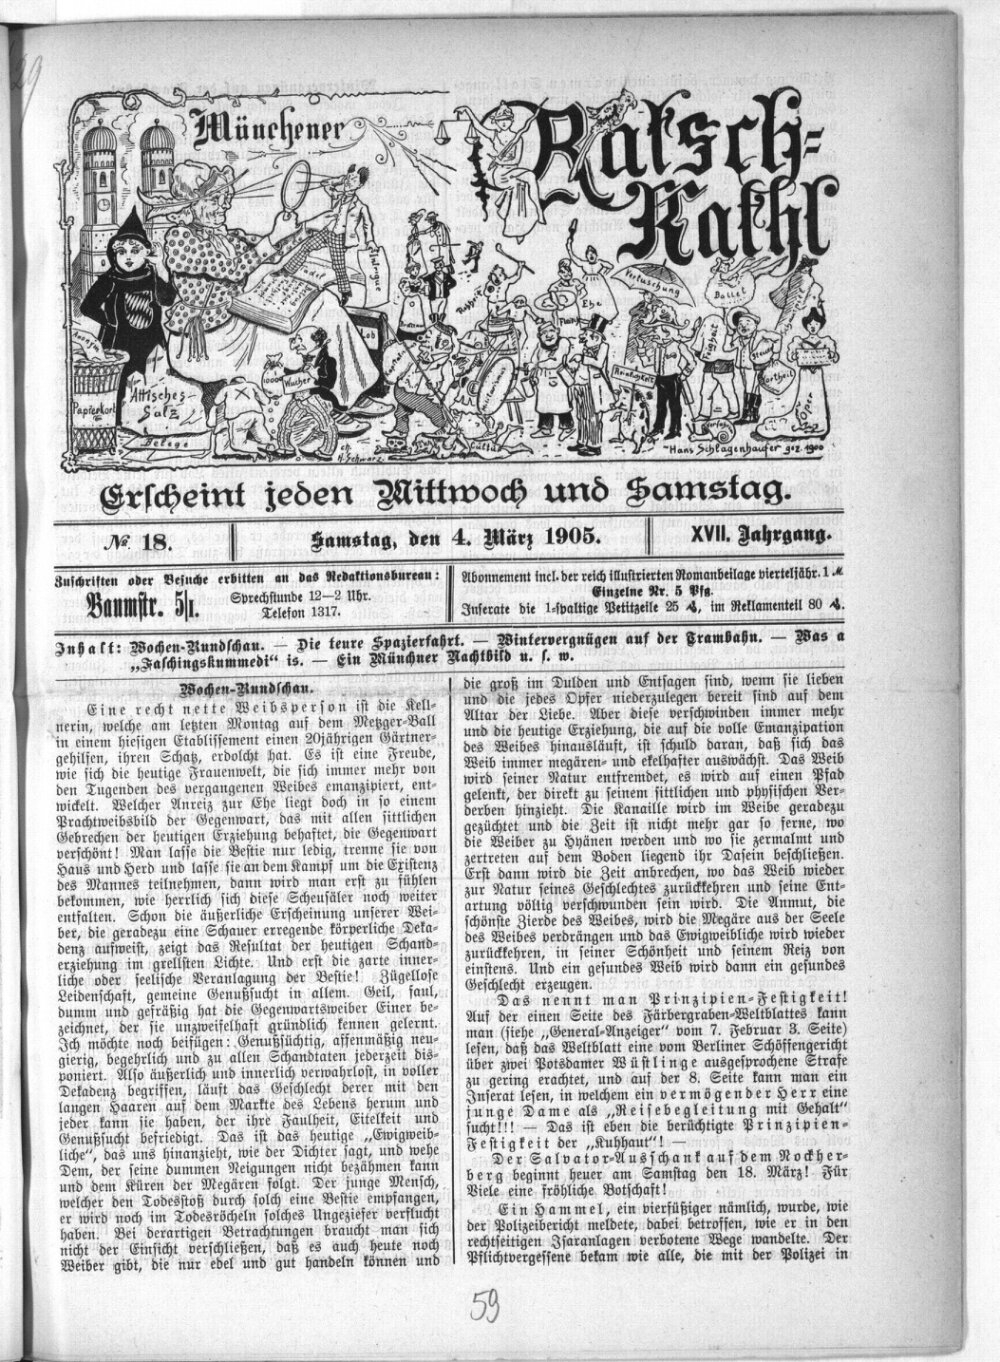 Münchener
Ratsch-
Kathl
Papierkorb
Attisches
Salz
Belege
Tadel
Lob
1000
Wucher
Ehe
Vertuschung
Ballet
Oper
H. Schwarz
Hans Schlagenhaufer gez. 1900
Erscheint jeden Mittwoch und Samstag.
№ 18.
Samstag, den 4. März 1905.
XVII. Jahrgang.
Zuschriften oder Besuche erbitten an das Redaktionsbureau:
Baumstr. 5/I.
Sprechstunde 12—2 Uhr.
Telefon 1317.
Abonnement incl. der reich illustrierten Romanbeilage vierteljähr. 1 ℳ
Einzelne Nr. 5 Pfg.
Inserate die 1-spaltige Petitzeile 25 ₰, im Reklamenteil 80 ₰.
Inhalt: Wochen-Rundschau. — Die teure Spazierfahrt. — Wintervergnügen auf der Trambahn. — Was a
„Faschingskummedi“ is. — Ein Münchner Nachtbild u. s. w.
Wochen-Rundschau.
Eine recht nette Weibsperson ist die Kell-
nerin, welche am letzten Montag auf dem Metzger-Ball
in einem hiesigen Etablissement einen 20jährigen Gärtner-
gehilfen, ihren Schatz, erdolcht hat. Es ist eine Freude,
wie sich die heutige Frauenwelt, die sich immer mehr von
den Tugenden des vergangenen Weibes emanzipiert, ent-
wickelt. Welcher Anreiz zur Ehe liegt doch in so einem
Prachtweibsbild der Gegenwart, das mit allen sittlichen
Gebrechen der heutigen Erziehung behaftet, die Gegenwart
verschönt! Man lasse die Bestie nur ledig, trenne sie von
Haus und Herd und lasse sie an dem Kampf um die Existenz
des Mannes teilnehmen, dann wird man erst zu fühlen
bekommen, wie herrlich sich diese Scheusäler noch weiter
entfalten. Schon die äußerliche Erscheinung unserer Wei-
ber, die geradezu eine Schauer erregende körperliche Deka-
denz aufweist, zeigt das Resultat der heutigen Schand-
erziehung im grellsten Lichte. Und erst die zarte inner-
liche oder seelische Veranlagung der Bestie! Zügellose
Leidenschaft, gemeine Genußsucht in allem. Geil, faul,
dumm und gefräßig hat die Gegenwartsweiber Einer be-
zeichnet, der sie unzweifelhaft gründlich kennen gelernt.
Ich möchte noch beifügen: Genußsüchtig, affenmäßig neu-
gierig, begehrlich und zu allen Schandtaten jederzeit dis-
poniert. Also äußerlich und innerlich verwahrlost, in voller
Dekadenz begriffen, läuft das Geschlecht derer mit den
langen Haaren auf dem Markte des Lebens herum und
jeder kann sie haben, der ihre Faulheit, Eitelkeit und
Genußsucht befriedigt. Das ist das heutige „Ewigweib-
liche“, das uns hinanzieht, wie der Dichter sagt, und wehe
Dem, der seine dummen Neigungen nicht bezähmen kann
und dem Küren der Megären folgt. Der junge Mensch,
welcher den Todesstoß durch solch eine Bestie empfangen,
er wird noch im Todesröcheln solches Ungeziefer verflucht
haben. Bei derartigen Betrachtungen braucht man sich
nicht der Einsicht verschließen, daß es auch heute noch
Weiber gibt, die nur edel und gut handeln können und
die groß im Dulden und Entsagen sind, wenn sie lieben
und die jedes Opfer niederzulegen bereit sind auf dem
Altar der Liebe. Aber diese verschwinden immer mehr
und die heutige Erziehung, die auf die volle Emanzipation
des Weibes hinausläuft, ist schuld daran, daß sich das
Weib immer megären- und ekelhafter auswächst. Das Weib
wird seiner Natur entfremdet, es wird auf einen Pfad
gelenkt, der direkt zu seinem sittlichen und physischen Ver-
derben hinzieht. Die Kanaille wird im Weibe geradezu
gezüchtet und die Zeit ist nicht mehr gar so ferne, wo
die Weiber zu Hyänen werden und wo sie zermalmt und
zertreten auf dem Boden liegend ihr Dasein beschließen.
Erst dann wird die Zeit anbrechen, wo das Weib wieder
zur Natur seines Geschlechtes zurückkehren und seine Ent-
artung völlig verschwunden sein wird. Die Anmut, die
schönste Zierde des Weibes, wird die Megäre aus der Seele
des Weibes verdrängen und das Ewigweibliche wird wieder
zurückkehren, in seiner Schönheit und seinem Reiz von
einstens. Und ein gesundes Weib wird dann ein gesundes
Geschlecht erzeugen.
Das nennt man Prinzipien-Festigkeit!
Auf der einen Seite des Färbergraben-Weltblattes kann
man (siehe „General-Anzeiger“ vom 7. Februar 3. Seite)
lesen, daß das Weltblatt eine vom Berliner Schöffengericht
über zwei Potsdamer Wüstlinge ausgesprochene Strafe
zu gering erachtet, und auf der 8. Seite kann man ein
Inserat lesen, in welchem ein vermögender Herr eine
junge Dame als „Reisebegleitung mit Gehalt“
sucht!!! — Das ist eben die berüchtigte Prinzipien-
Festigkeit der „Kuhhaut“! —
Der Salvator-Ausschank auf dem Nockher-
berg beginnt heuer am Samstag den 18. März! Für
Viele eine fröhliche Botschaft!
Ein Hammel, ein vierfüßiger nämlich, wurde, wie
der Polizeibericht meldete, dabei betroffen, wie er in den
rechtseitigen Isaranlagen verbotene Wege wandelte. Der
Pflichtvergessene bekam wie alle, die mit der Polizei in
59